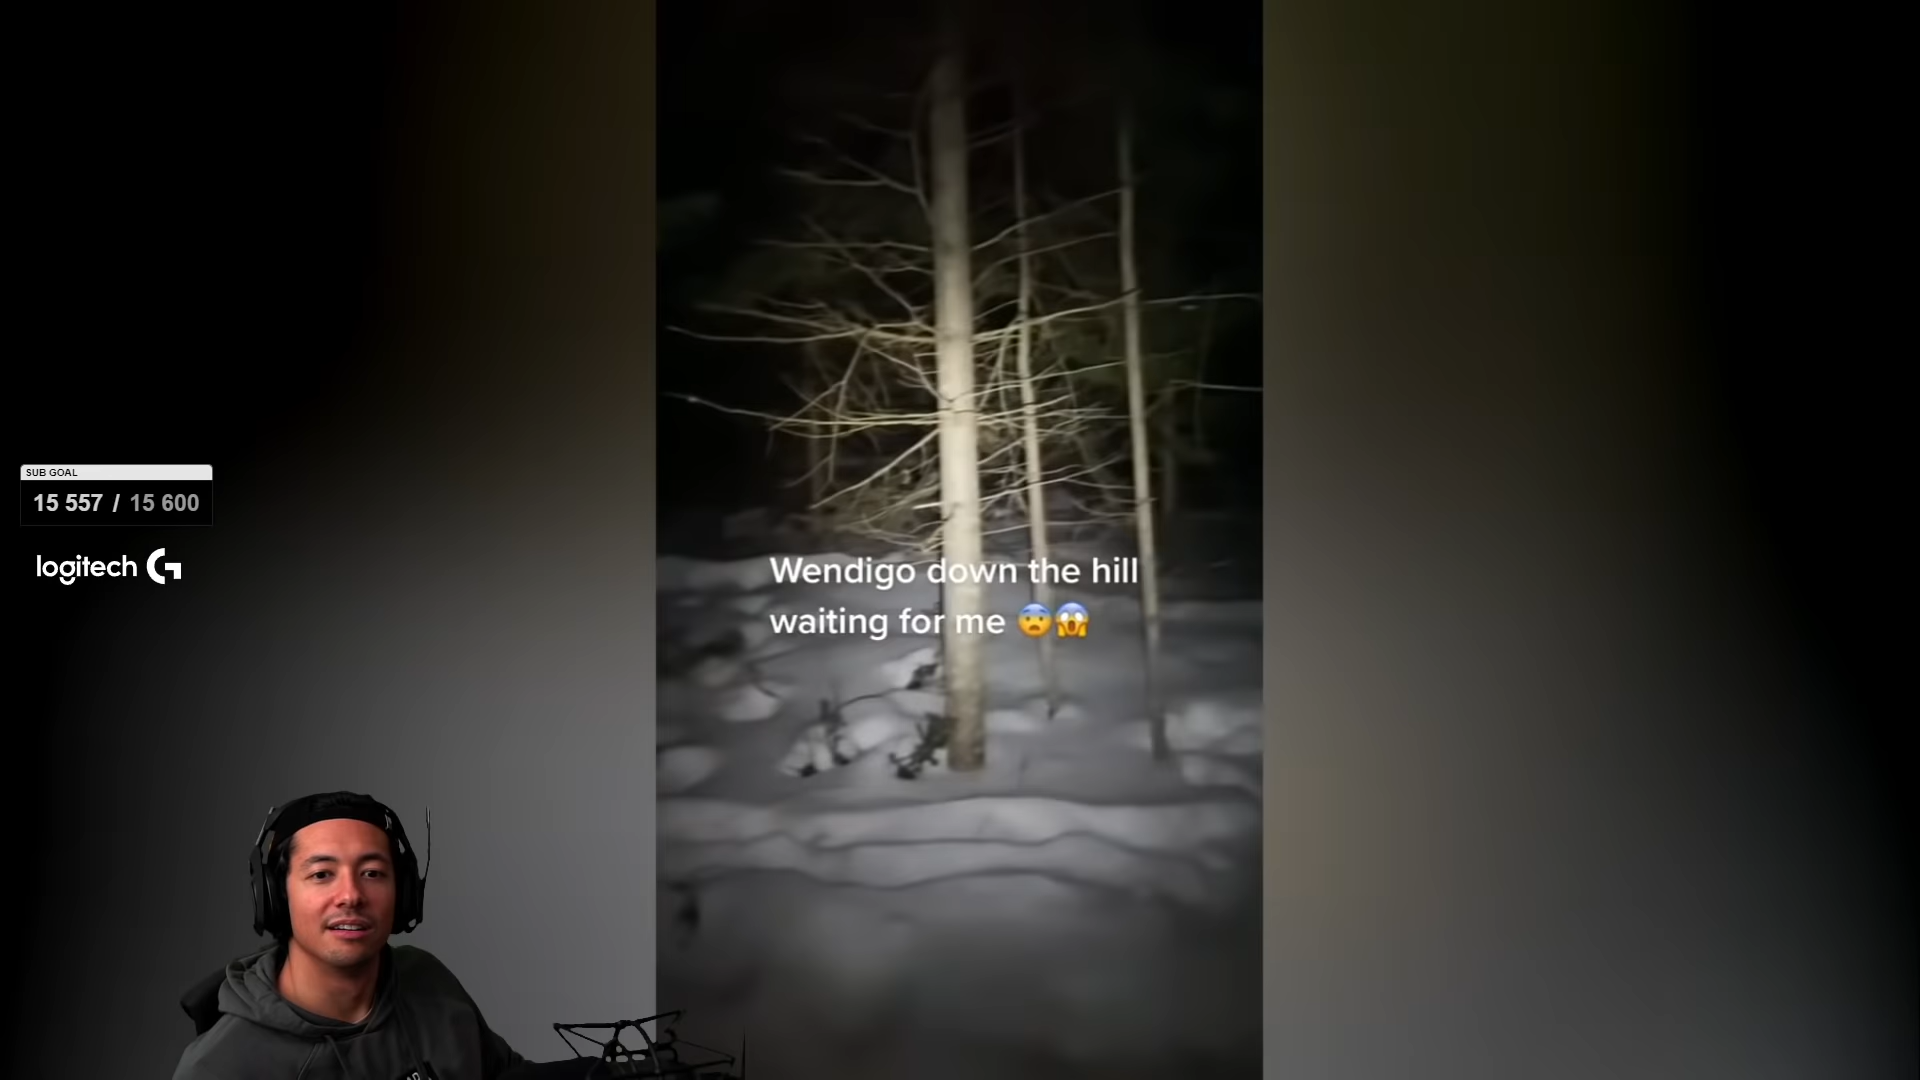 SUB GOAL
15 557 / 15 600
logitech G
Wendigo down the hill
waiting for me 😨😱